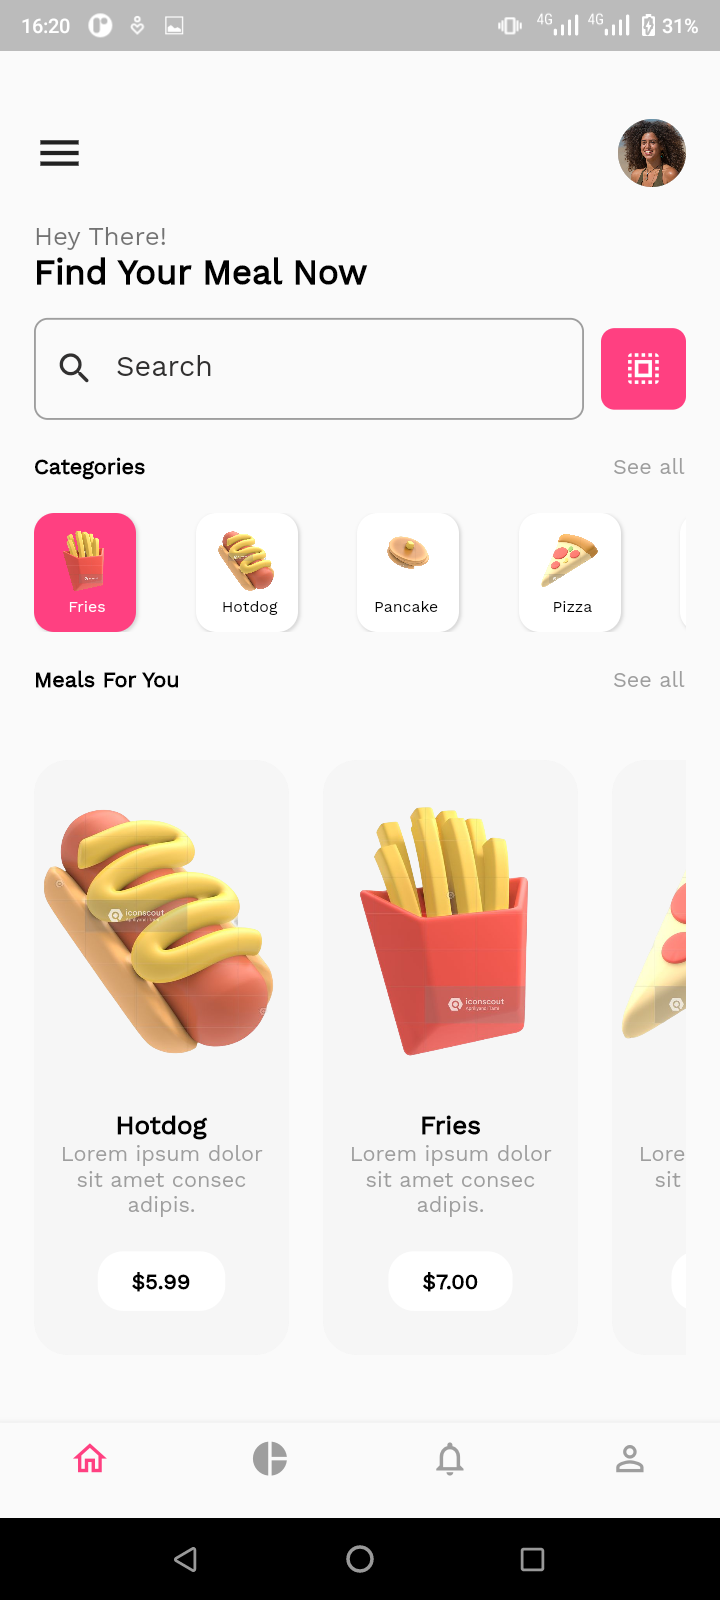 16:20
4G 4G 31%
Hey There!
Find Your Meal Now
Search
Categories See all
Fries Hotdog Pancake Pizza
Meals For You See all
iconscout
iconscout
Hotdog Fries
Lorem ipsum dolor Lorem ipsum dolor Lore
sit amet consec sit amet consec sit
adipis. adipis.
$5.99 $7.00